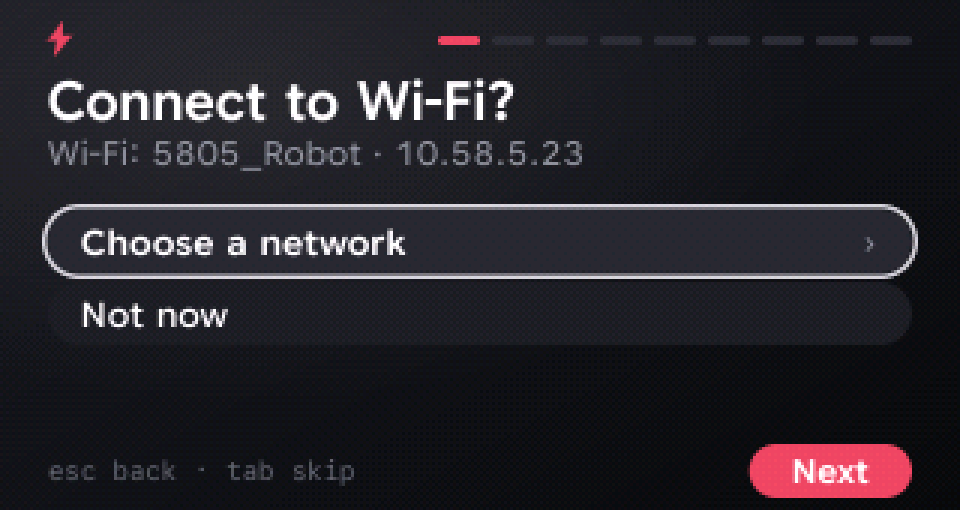 Connect to Wi-Fi?
Wi-Fi: 5805_Robot · 10.58.5.23
Choose a network ›
Not now
esc back · tab skip
Next